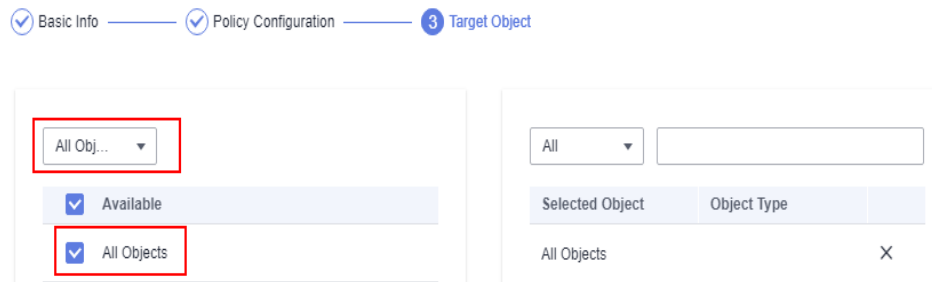 Basic Info Policy Configuration 3 Target Object
All Obj... All
Available Selected Object Object Type
All Objects All Objects X